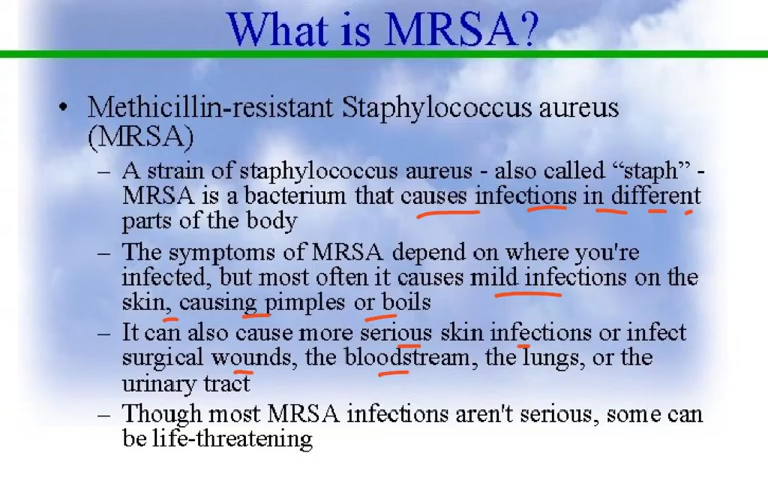 What is MRSA?
• Methicillin-resistant Staphylococcus aureus
(MRSA)
– A strain of staphylococcus aureus - also called “staph” -
MRSA is a bacterium that causes infections in different
parts of the body
– The symptoms of MRSA depend on where you're
infected, but most often it causes mild infections on the
skin, causing pimples or boils
– It can also cause more serious skin infections or infect
surgical wounds, the bloodstream, the lungs, or the
urinary tract
– Though most MRSA infections aren't serious, some can
be life-threatening